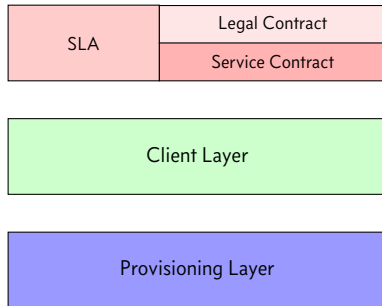 SLA
Legal Contract
Service Contract
Client Layer
Provisioning Layer